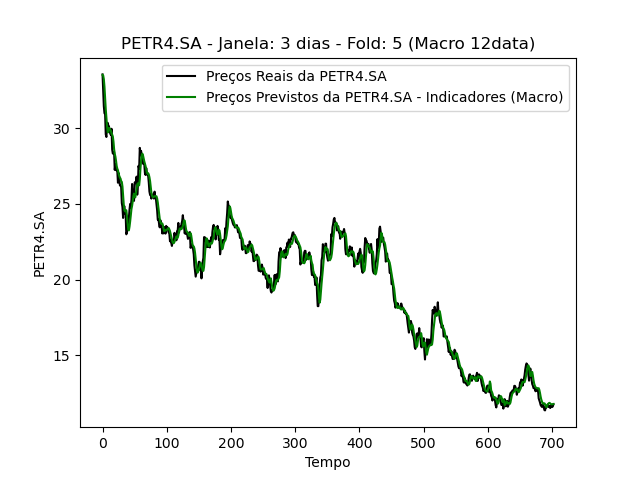 PETR4.SA - Janela: 3 dias - Fold: 5 (Macro 12data)
Preços Reais da PETR4.SA
Preços Previstos da PETR4.SA - Indicadores (Macro)
PETR4.SA
30
25
20
15
0 100 200 300 400 500 600 700
Tempo